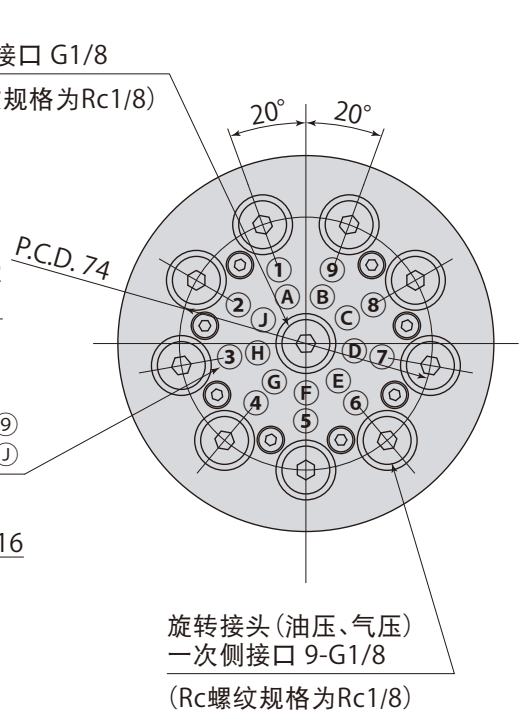 接口 G1/8
规格为Rc1/8)
20°
20°
P.C.D. 74
1
9
A
B
2
8
J
C
3
H
D
7
G
E
4
F
6
5
9
J
16
旋转接头(油压、气压)
一次侧接口 9-G1/8
(Rc螺纹规格为Rc1/8)